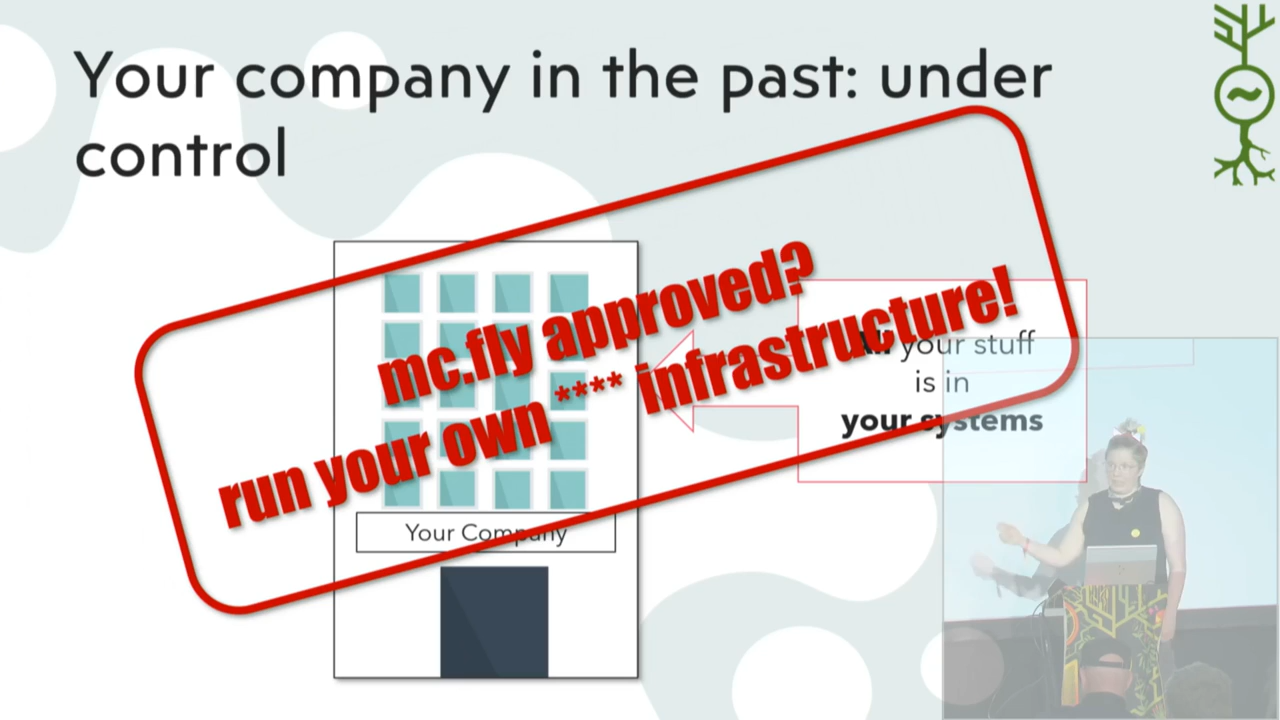 Your company in the past: under
control
mc.fly approved?
run your own **** infrastructure!
All your stuff
is in
your systems
Your Company